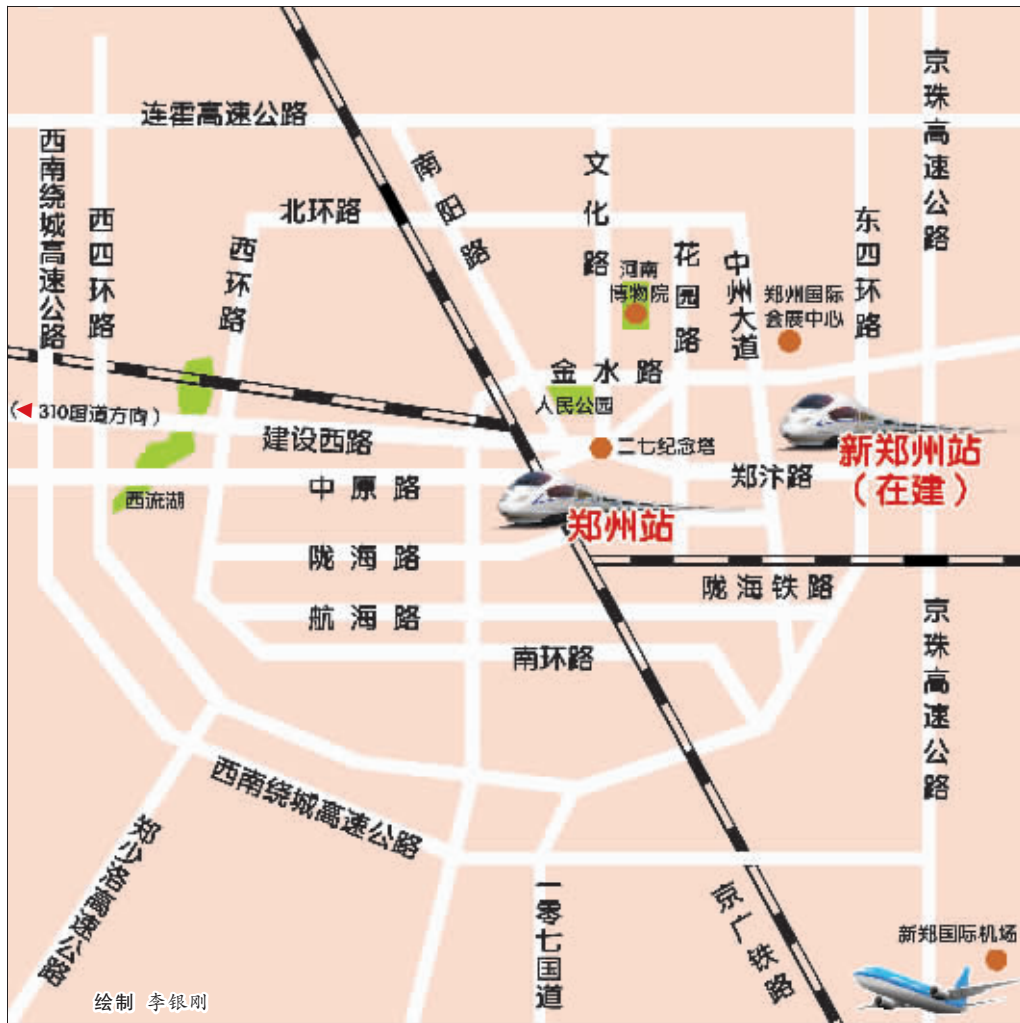 连霍高速公路
京珠高速公路
西南绕城高速公路
西四环路
北环路
西环路
南阳路
文化路
河南
博物院
花园路
中州大道
郑州国际
会展中心
东四环路
金水路
人民公园
(310国道方向)
建设西路
二七纪念塔
新郑州站
(在建)
中原路
郑汴路
西流湖
郑州站
陇海路
陇海铁路
航海路
南环路
京珠高速公路
西南绕城高速公路
郑少洛高速公路
一零七国道
京广铁路
新郑国际机场
绘制 李银刚